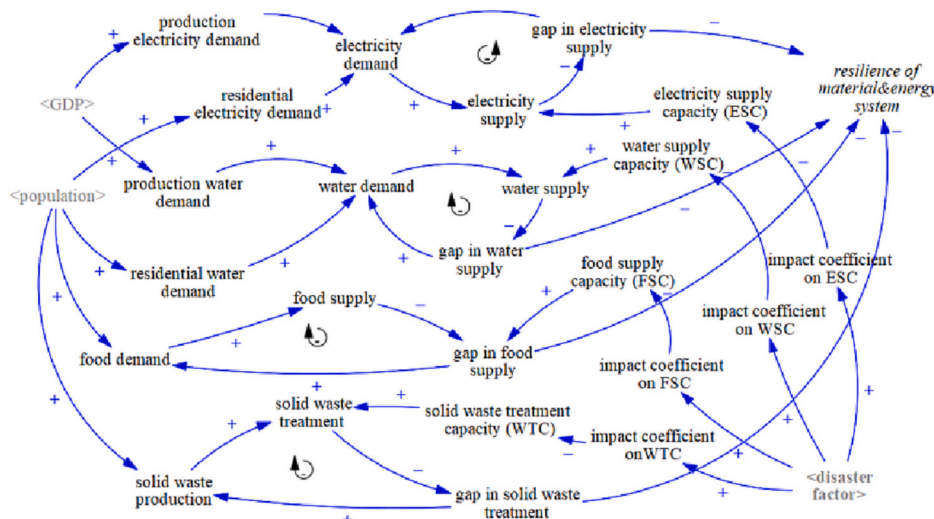 production
electricity demand
electricity
demand
gap in electricity
supply
resilience of
material&energy
system
<GDP>
residential
electricity demand
electricity
supply
electricity supply
capacity (ESC)
water supply
capacity (WSC)
<population>
production water
demand
water demand
water supply
residential water
demand
gap in water
supply
food supply
capacity (FSC)
impact coefficient
on ESC
food supply
impact coefficient
on WSC
food demand
gap in food
supply
impact coefficient
on FSC
solid waste
treatment
solid waste treatment
capacity (WTC)
impact coefficient
onWTC
solid waste
production
gap in solid waste
treatment
<disaster
factor>